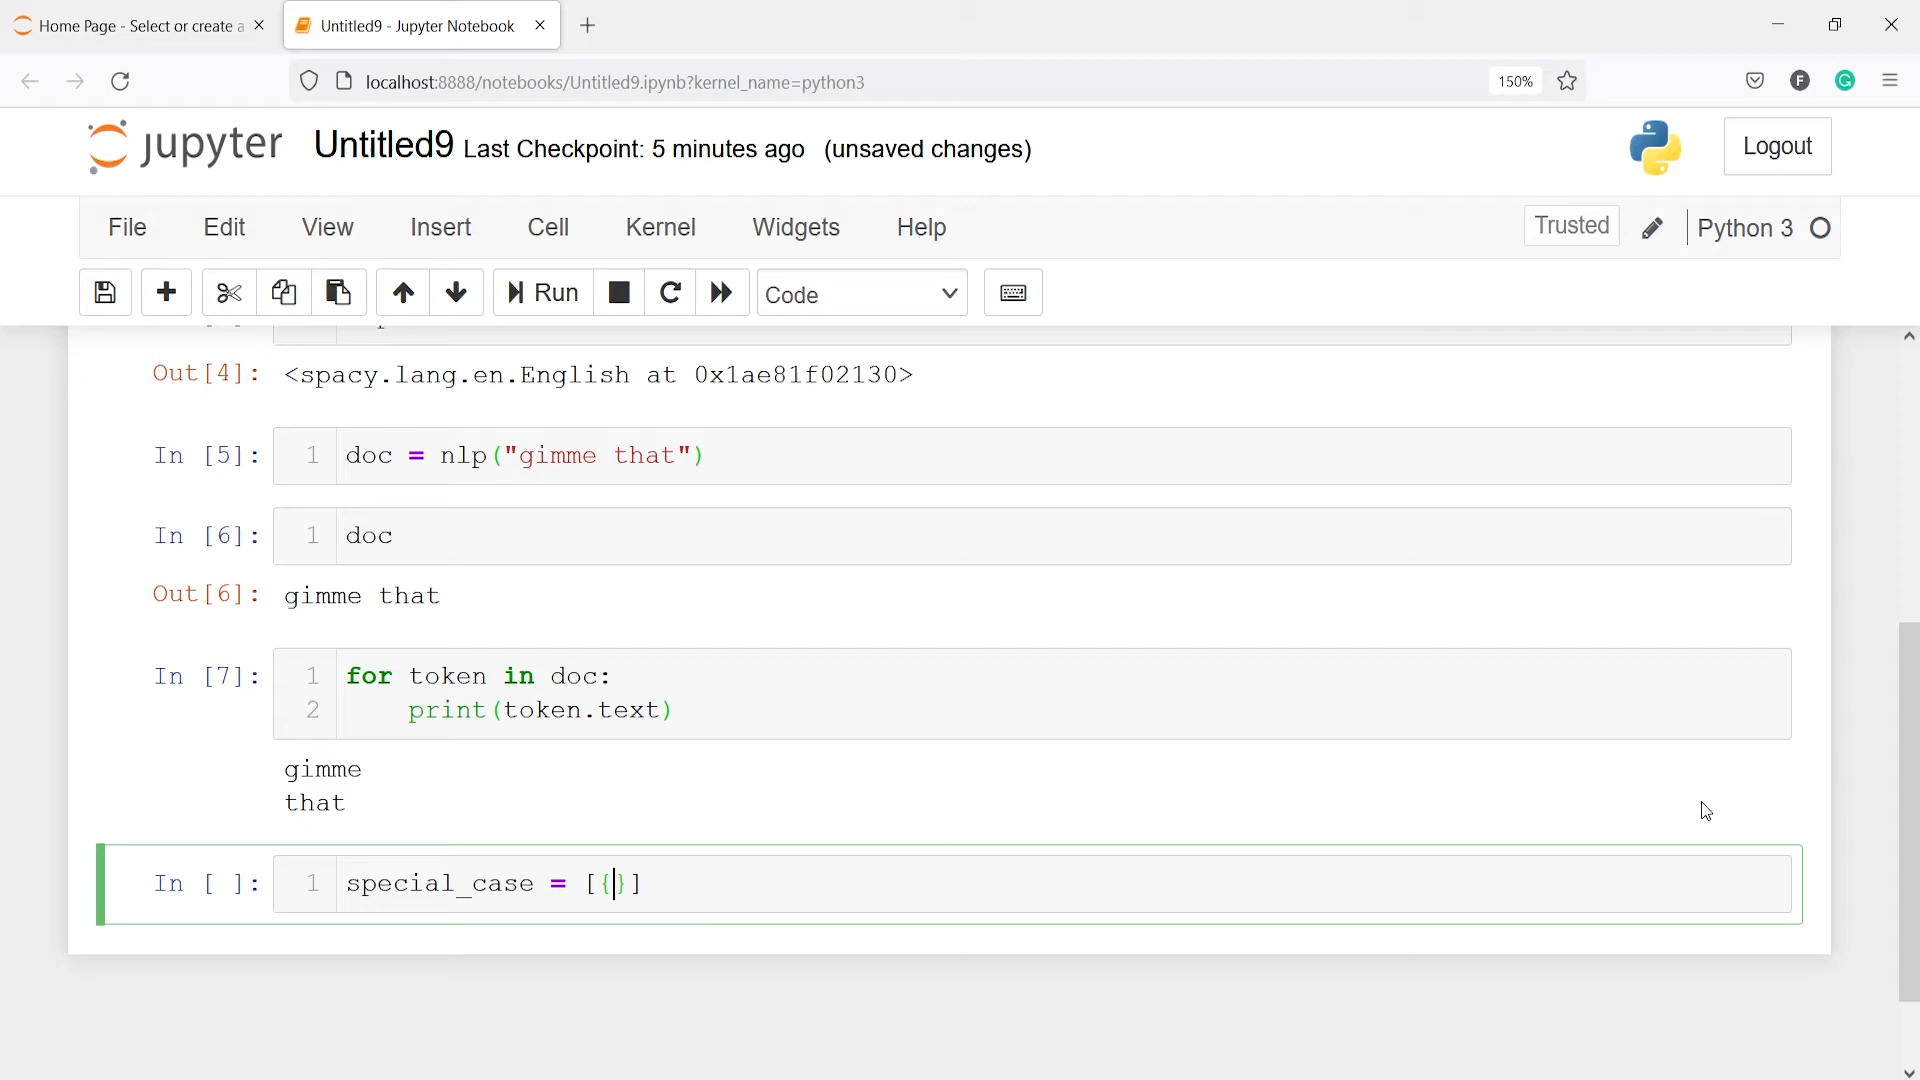 Home Page - Select or create a
Untitled9 - Jupyter Notebook
localhost:8888/notebooks/Untitled9.ipynb?kernel_name=python3
150%
F
G
jupyter Untitled9 Last Checkpoint: 5 minutes ago (unsaved changes)
Logout
File Edit View Insert Cell Kernel Widgets Help
Trusted
Python 3
Run
Code
Out[4]: <spacy.lang.en.English at 0x1ae81f02130>
In [5]: 1 doc = nlp("gimme that")
In [6]: 1 doc
Out[6]: gimme that
In [7]: 1 for token in doc:
2 print(token.text)
gimme
that
In [ ]: 1 special_case = [{}]